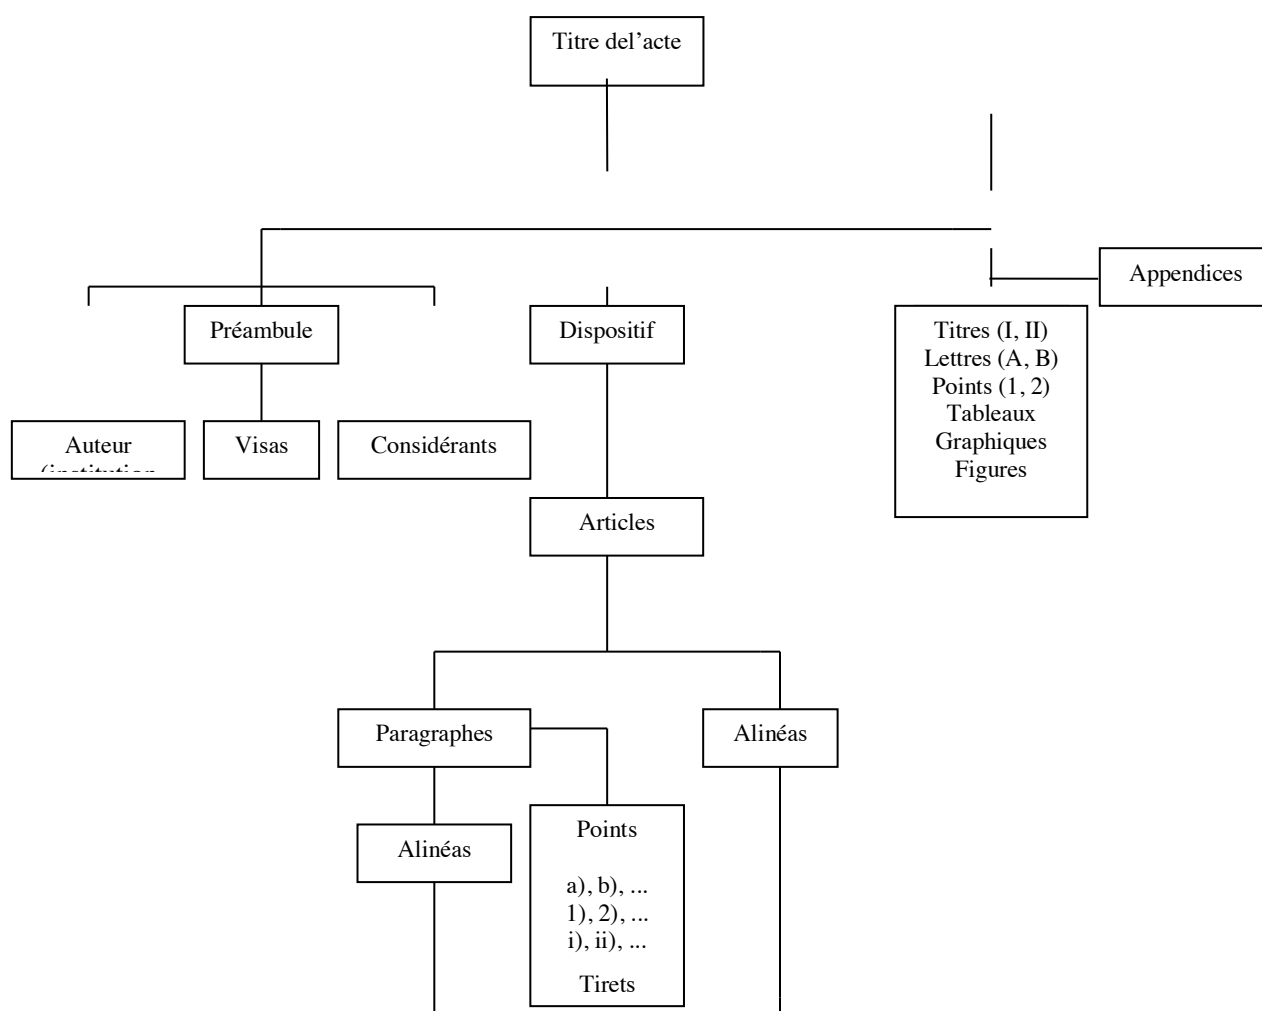 Titre del’acte
Appendices
Préambule
Dispositif
Titres (I, II)
Lettres (A, B)
Points (1, 2)
Tableaux
Graphiques
Figures
Auteur
(institution
Visas
Considérants
Articles
Paragraphes
Alinéas
Alinéas
Points
a), b), ...
1), 2), ...
i), ii), ...
Tirets